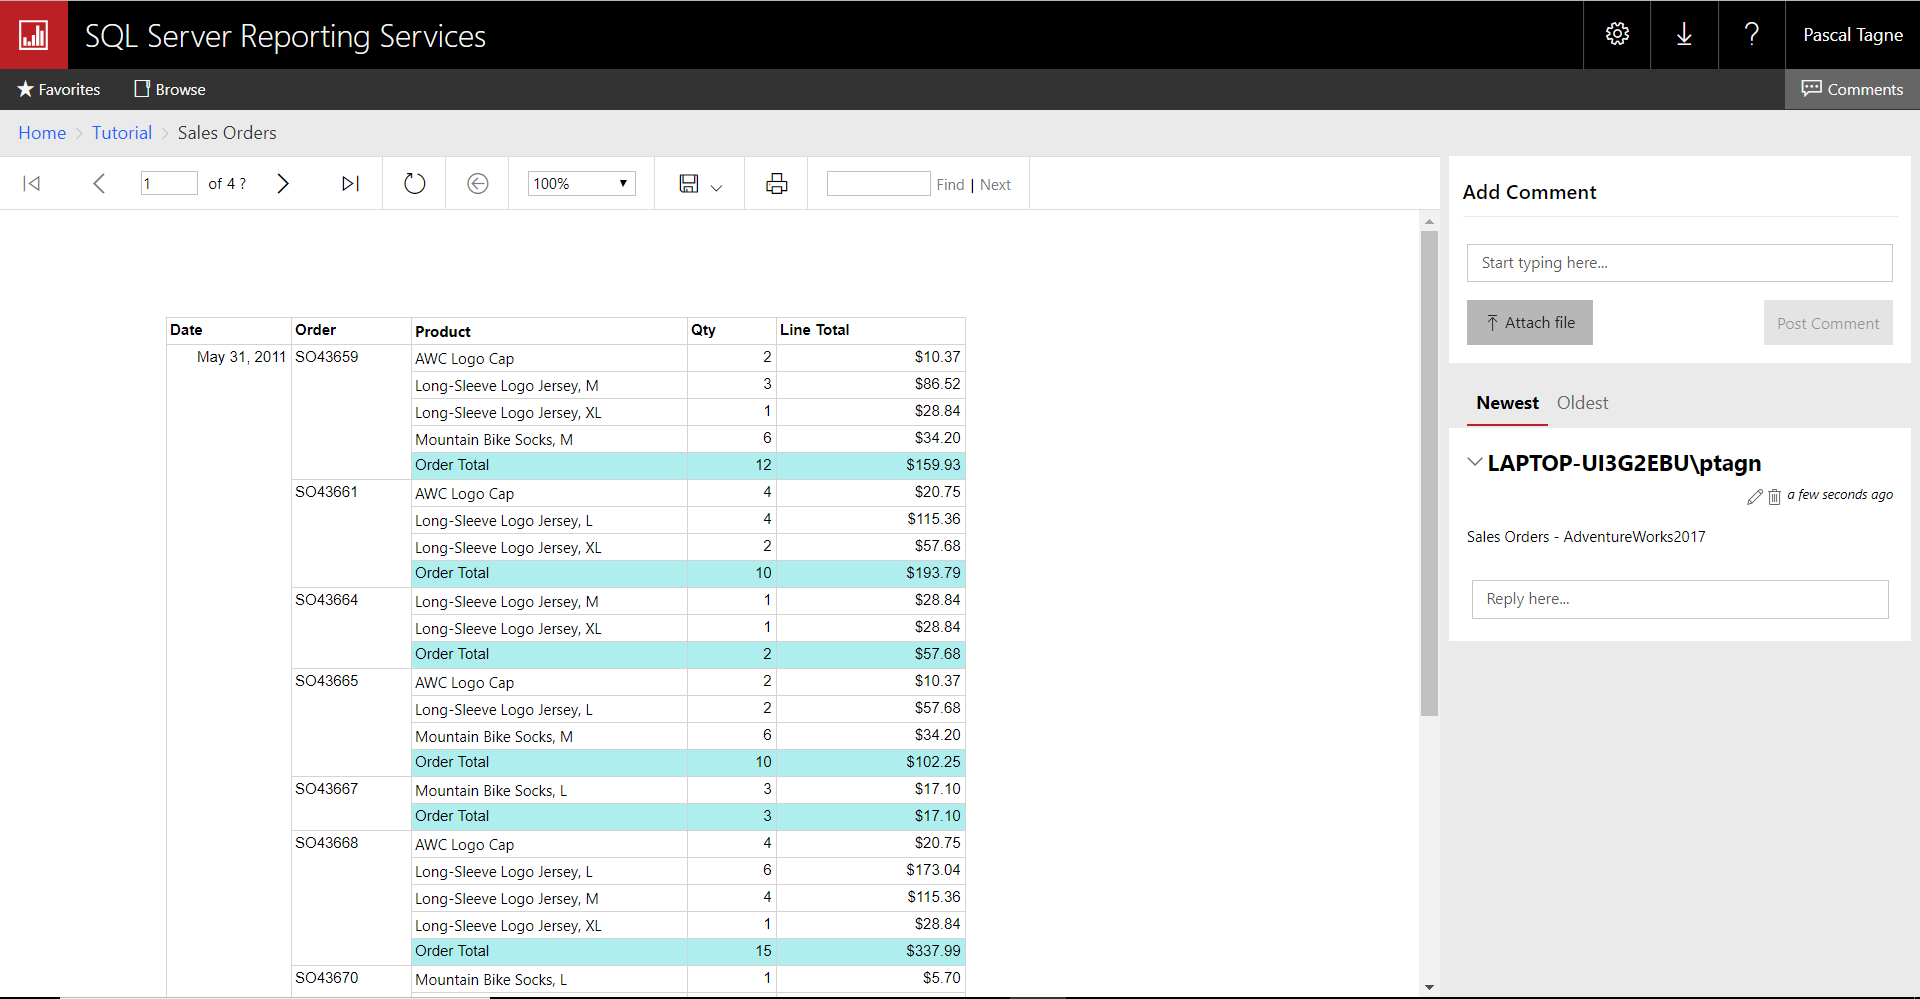 SQL Server Reporting Services
Pascal Tagne
Favorites Browse Comments
Home Tutorial Sales Orders
1 of 4 ? 100% Find | Next
Date Order Product Qty Line Total
May 31, 2011 SO43659 AWC Logo Cap 2 $10.37
Long-Sleeve Logo Jersey, M 3 $86.52
Long-Sleeve Logo Jersey, XL 1 $28.84
Mountain Bike Socks, M 6 $34.20
Order Total 12 $159.93
SO43661 AWC Logo Cap 4 $20.75
Long-Sleeve Logo Jersey, L 4 $115.36
Long-Sleeve Logo Jersey, XL 2 $57.68
Order Total 10 $193.79
SO43664 Long-Sleeve Logo Jersey, M 1 $28.84
Long-Sleeve Logo Jersey, XL 1 $28.84
Order Total 2 $57.68
SO43665 AWC Logo Cap 2 $10.37
Long-Sleeve Logo Jersey, L 2 $57.68
Mountain Bike Socks, M 6 $34.20
Order Total 10 $102.25
SO43667 Mountain Bike Socks, L 3 $17.10
Order Total 3 $17.10
SO43668 AWC Logo Cap 4 $20.75
Long-Sleeve Logo Jersey, L 6 $173.04
Long-Sleeve Logo Jersey, M 4 $115.36
Long-Sleeve Logo Jersey, XL 1 $28.84
Order Total 15 $337.99
SO43670 Mountain Bike Socks, L 1 $5.70
Add Comment
Start typing here...
Attach file Post Comment
Newest Oldest
LAPTOP-UI3G2EBU\ptagn
a few seconds ago
Sales Orders - AdventureWorks2017
Reply here...